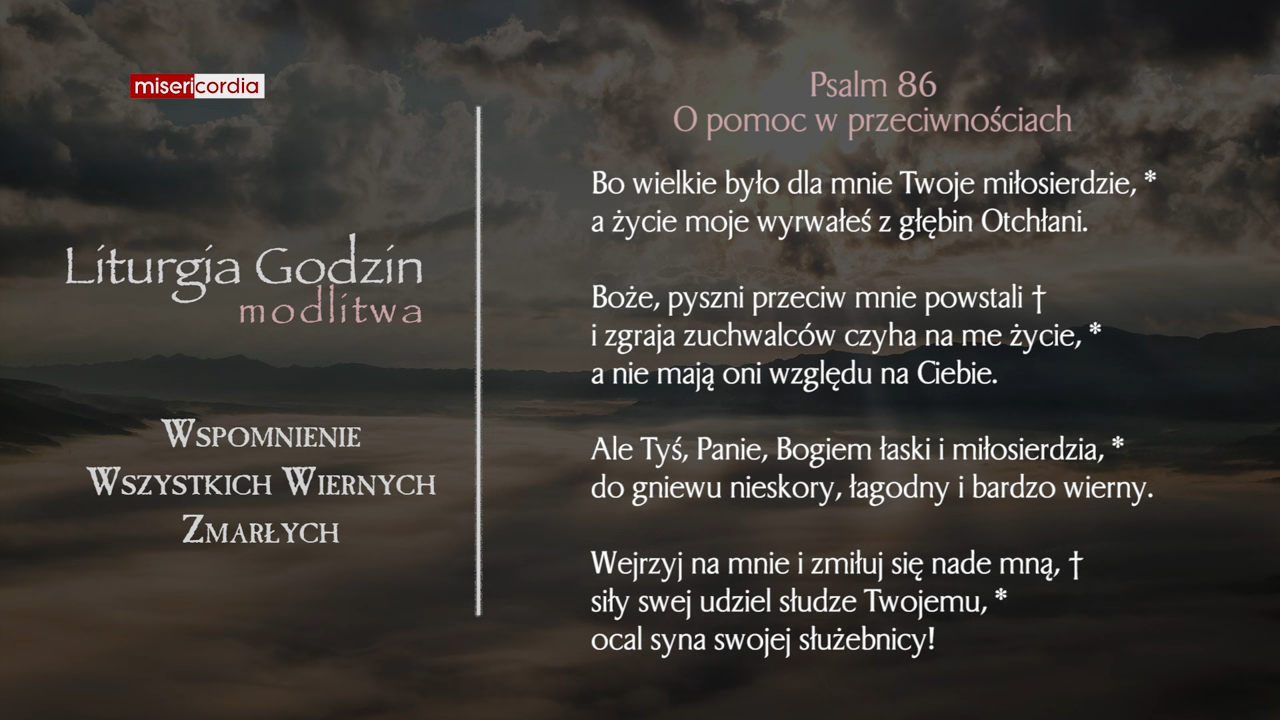 misericordia
Liturgia Godzin
modlitwa
Wspomnienie
Wszystkich Wiernych
Zmarłych
Psalm 86
O pomoc w przeciwnościach
Bo wielkie było dla mnie Twoje miłosierdzie, *
a życie moje wyrwałeś z głębin Otchłani.
Boże, pyszni przeciw mnie powstali †
i zgraja zuchwalców czyha na me życie, *
a nie mają oni względu na Ciebie.
Ale Tyś, Panie, Bogiem łaski i miłosierdzia, *
do gniewu nieskory, łagodny i bardzo wierny.
Wejrzyj na mnie i zmiłuj się nade mną, †
siły swej udziel słudze Twojemu, *
ocal syna swojej służebnicy!